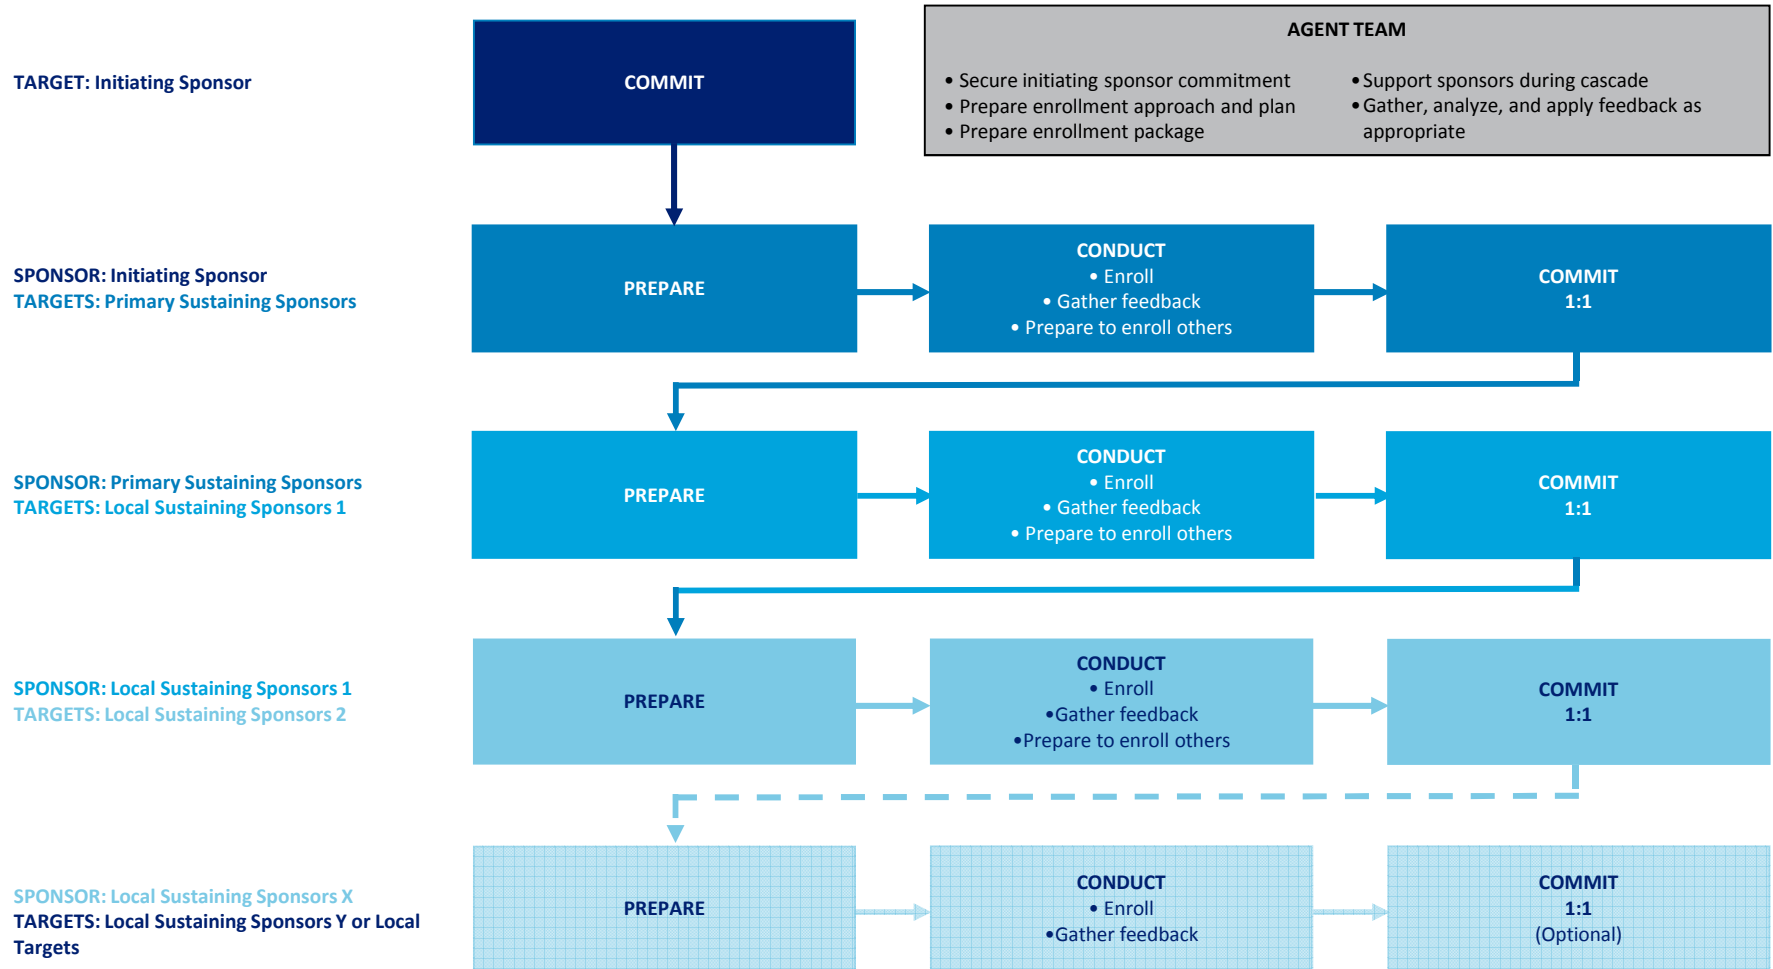 TARGET: Initiating Sponsor
COMMIT
AGENT TEAM
• Secure initiating sponsor commitment
• Prepare enrollment approach and plan
• Prepare enrollment package
• Support sponsors during cascade
• Gather, analyze, and apply feedback as
appropriate
SPONSOR: Initiating Sponsor
TARGETS: Primary Sustaining Sponsors
PREPARE
CONDUCT
• Enroll
• Gather feedback
• Prepare to enroll others
COMMIT
1:1
SPONSOR: Primary Sustaining Sponsors
TARGETS: Local Sustaining Sponsors 1
PREPARE
CONDUCT
• Enroll
• Gather feedback
• Prepare to enroll others
COMMIT
1:1
SPONSOR: Local Sustaining Sponsors 1
TARGETS: Local Sustaining Sponsors 2
PREPARE
CONDUCT
• Enroll
•Gather feedback
•Prepare to enroll others
COMMIT
1:1
SPONSOR: Local Sustaining Sponsors X
TARGETS: Local Sustaining Sponsors Y or Local
Targets
PREPARE
CONDUCT
• Enroll
•Gather feedback
COMMIT
1:1
(Optional)